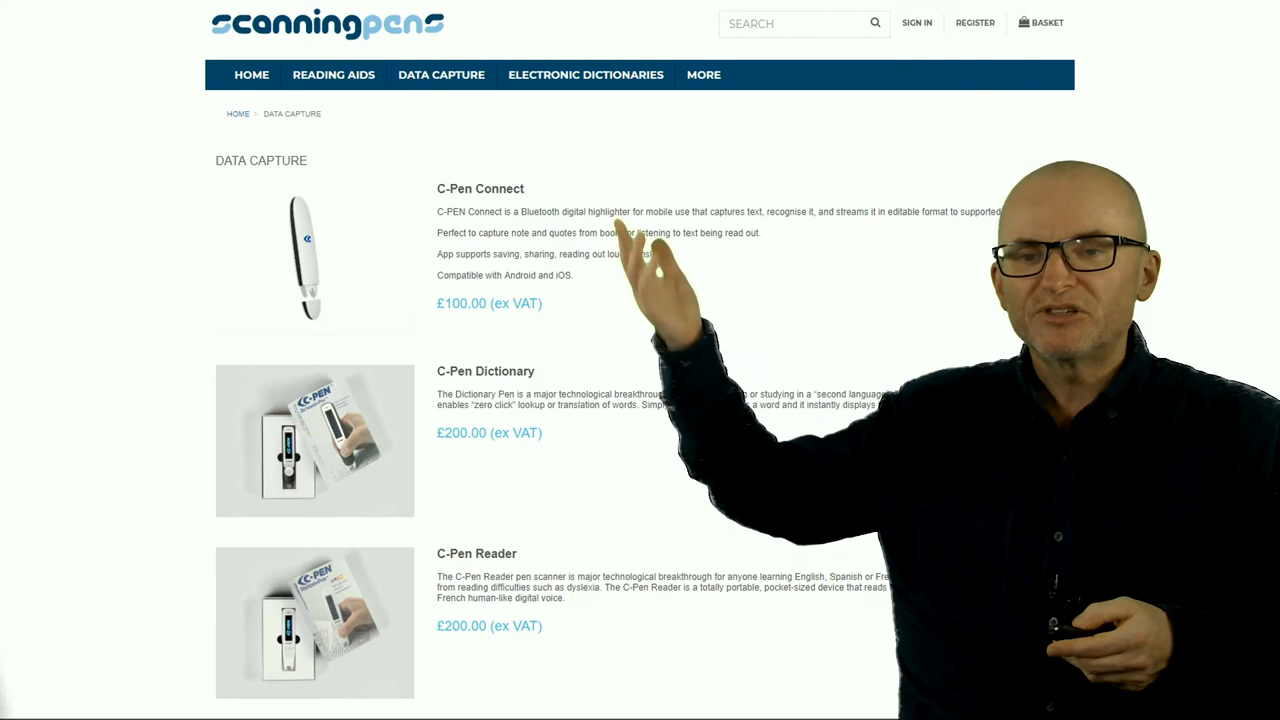 scanningpens
SEARCH
SIGN IN
REGISTER
BASKET
HOME
READING AIDS
DATA CAPTURE
ELECTRONIC DICTIONARIES
MORE
HOME > DATA CAPTURE
DATA CAPTURE
C-Pen Connect
C-PEN Connect is a Bluetooth digital highlighter for mobile use that captures text, recognise it, and streams it in editable format to supported
Perfect to capture note and quotes from listening to text being read out.
App supports saving, sharing, reading out
Compatible with Android and iOS.
£100.00 (ex VAT)
C-Pen Dictionary
The Dictionary Pen is a major technological or studying in a “second language
enables “zero click” lookup or translation of words. a word and it instantly displays
£200.00 (ex VAT)
C-PEN
C-Pen Reader
The C-Pen Reader pen scanner is major technological breakthrough for anyone learning English, Spanish or
from reading difficulties such as dyslexia. The C-Pen Reader is a totally portable, pocket-sized device that reads
French human-like digital voice.
£200.00 (ex VAT)
C-PEN